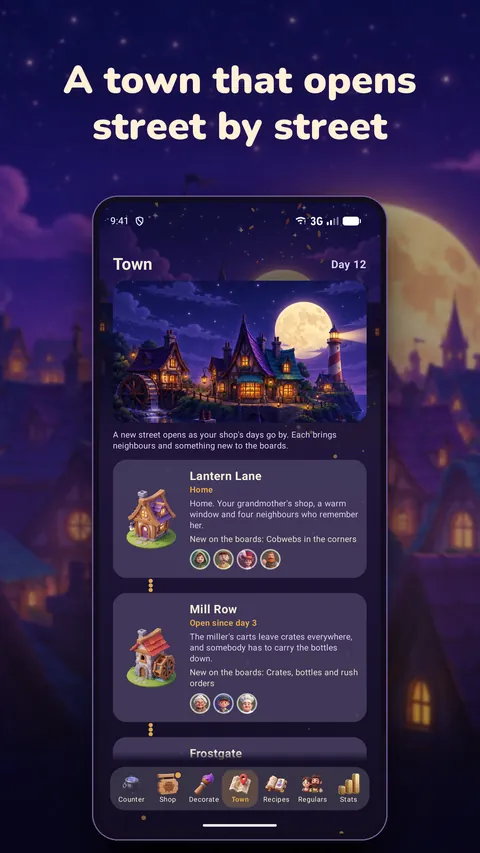 A town that opens
street by street
9:41
3G
Town
Day 12
A new street opens as your shop's days go by. Each brings
neighbours and something new to the boards.
Lantern Lane
Home
Home. Your grandmother's shop, a warm
window and four neighbours who remember
her.
New on the boards: Cobwebs in the corners
Mill Row
Open since day 3
The miller's carts leave crates everywhere,
and somebody has to carry the bottles
down.
New on the boards: Crates, bottles and rush
orders
Frostgate
Counter
Shop
Decorate
Town
Recipes
Regulars
Stats